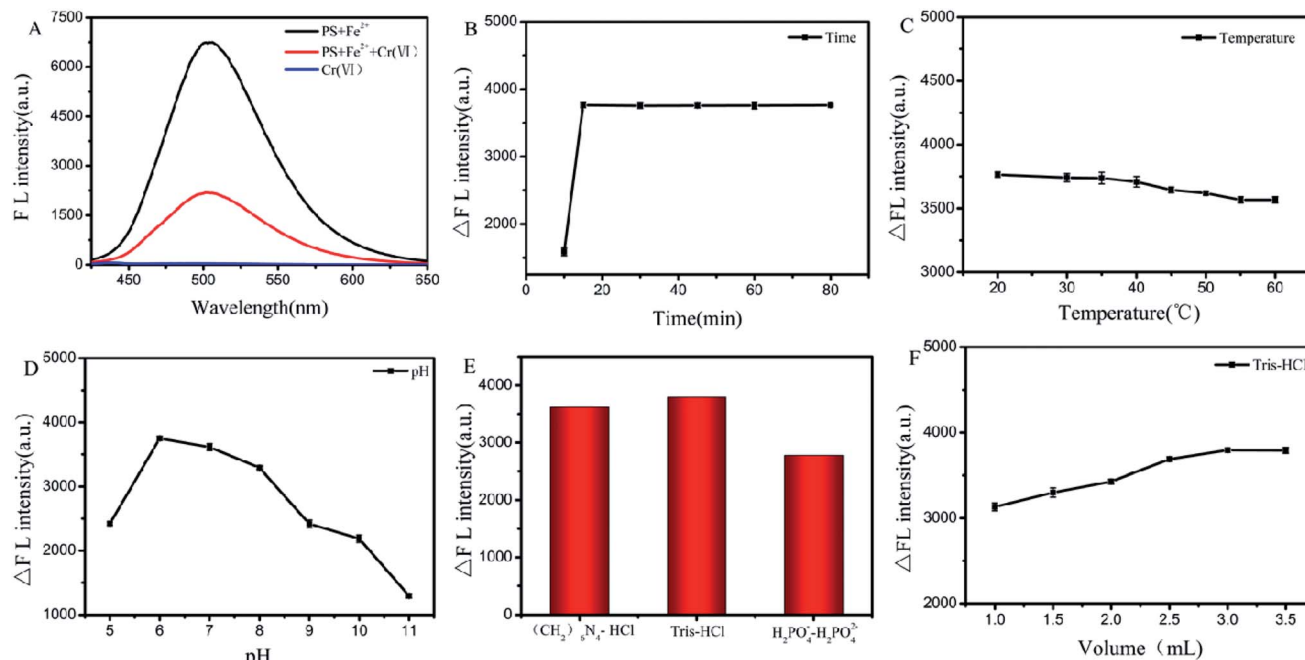 A
PS+Fe²⁺
PS+Fe²⁺+Cr(Ⅵ)
Cr(Ⅵ)
F L intensity(a.u.)
7500
6750
6000
5250
4500
3750
3000
2250
1500
750
0
450
500
550
600
650
Wavelength(nm)
B
Time
△F L intensity(a.u.)
5000
4000
3000
2000
0
20
40
60
80
Time(min)
C
Temperature
△FL intensity(a.u.)
5000
4500
4000
3500
3000
20
30
40
50
60
Temperature(℃)
D
pH
△F L intensity(a.u.)
5000
4000
3000
2000
1000
5
6
7
8
9
10
11
pH
E
△F L intensity(a.u.)
4000
3000
2000
1000
0
(CH₂)₆N₄- HCl
Tris-HCl
H₂PO₄⁻-H₂PO₄²⁻
F
Tris-HCl
△FL intensity(a.u.)
5000
4000
3000
2000
1.0
1.5
2.0
2.5
3.0
3.5
Volume（mL)